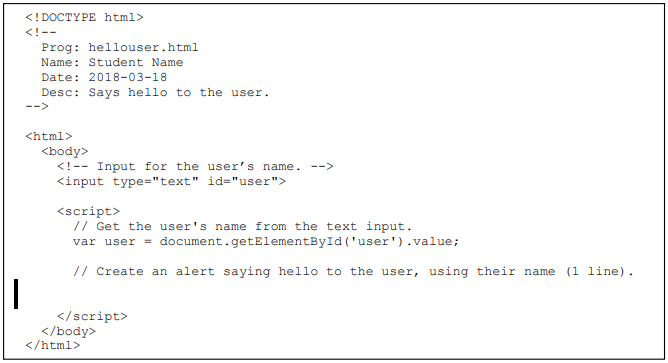 <!DOCTYPE html>
<!--
  Prog: hellouser.html
  Name: Student Name
  Date: 2018-03-18
  Desc: Says hello to the user.
-->
<html>
  <body>
    <!-- Input for the user’s name. -->
    <input type="text" id="user">
    <script>
      // Get the user's name from the text input.
      var user = document.getElementById('user').value;
      // Create an alert saying hello to the user, using their name (1 line).
    </script>
  </body>
</html>